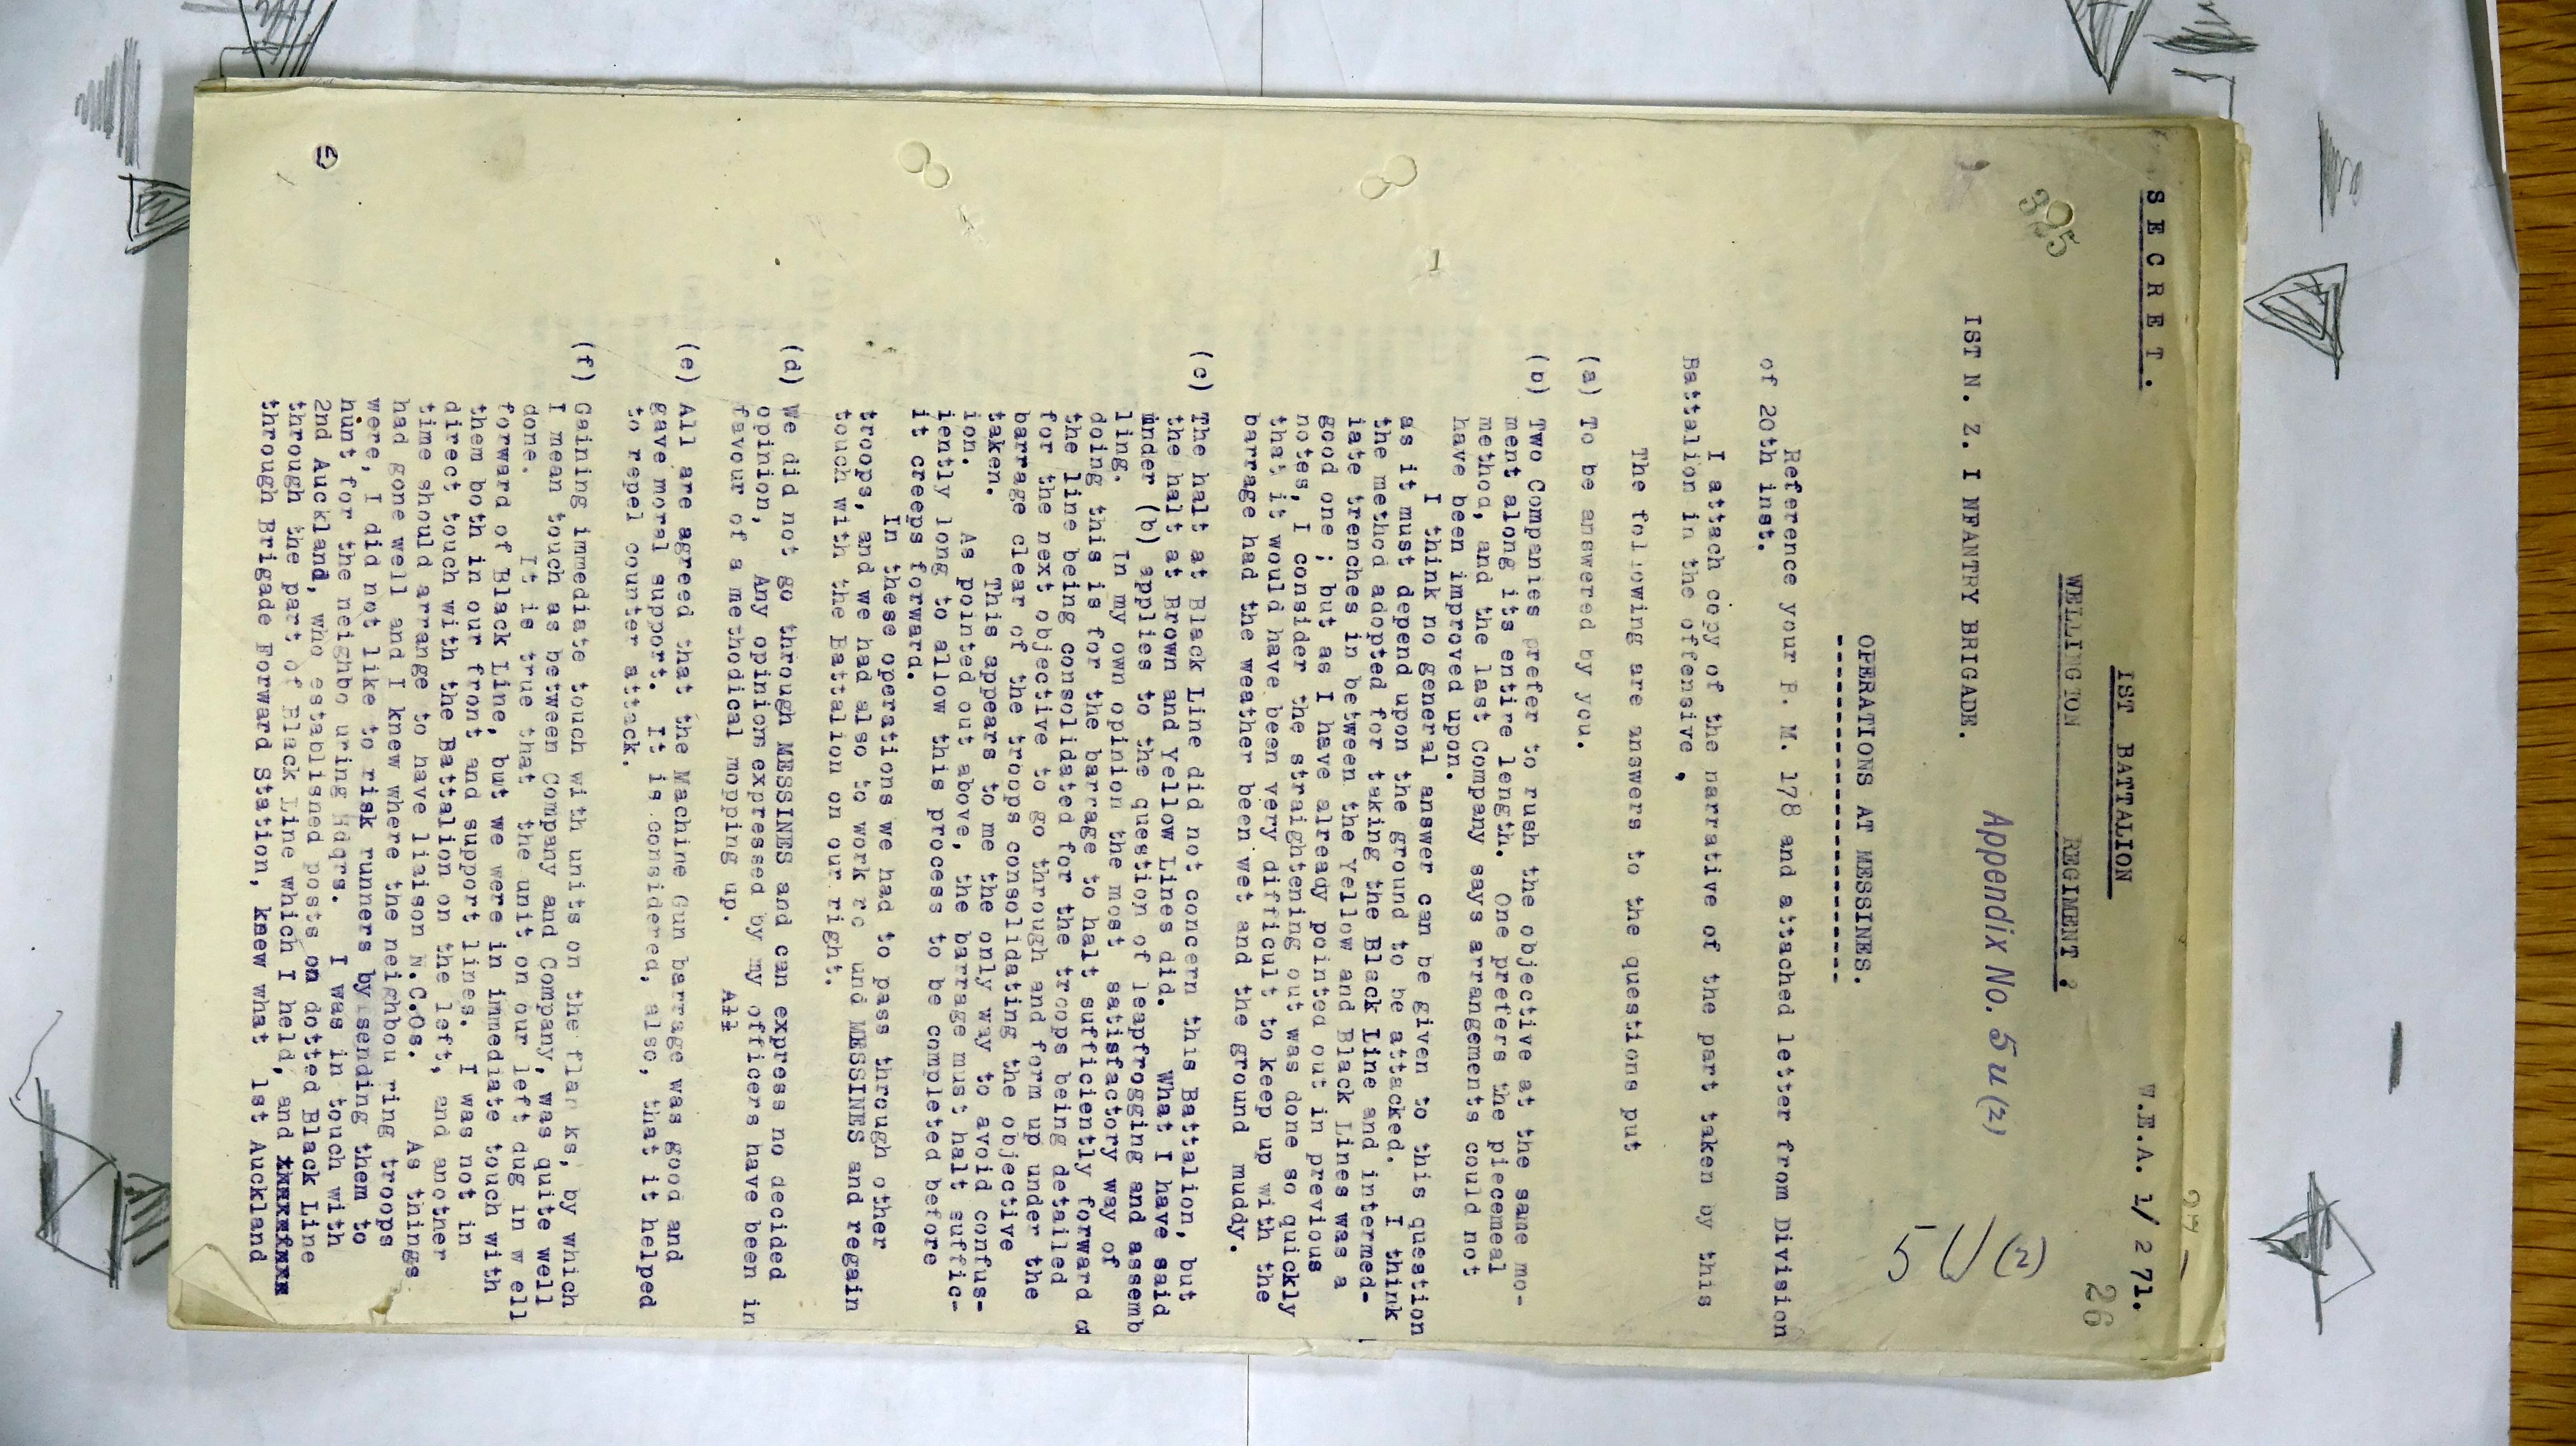 S E C R E T.
W.E.A. 1/ 271.
26
395
IST BATTALION
WELLINGTON REGIMENT :
Appendix No. 5u(2)
5U(2)
IST N. Z. I NFANTRY BRIGADE.
OPERATIONS AT MESSINES.
Reference your B. M. 178 and attached letter from Division
of 20th inst.
I attach copy of the narrative of the part taken by this
Battalion in the offensive ,
The following are answers to the questions put
(a) To be answered by you.
(b) Two Companies prefer to rush the objective at the same mo-
ment along its entire length. One prefers the piecemeal
method, and the last Company says arrangements could not
have been improved upon.
I think no general answer can be given to this question
as it must depend upon the ground to be attacked. I think
the method adopted for taking the Black Line and intermed-
iate trenches in between the Yellow and Black Lines was a
good one ; but as I have already pointed out in previous
notes, I consider the straightening out was done so quickly
that it would have been very difficult to keep up with the
barrage had the weather been wet and the ground muddy.
(c) The halt at Black Line did not concern this Battalion, but
the halt at Brown and Yellow Lines did. What I have said
under (b) applies to the question of leapfrogging and assemb
ling. In my own opinion the most satisfactory way of
doing this is for the barrage to halt sufficiently forward of
the line being consolidated for the troops being detailed
for the next objective to go through and form up under the
barrage clear of the troops consolidating the objective
taken. This appears to me the only way to avoid confus-
ion. As pointed out above, the barrage must halt suffic-
iently long to allow this process to be completed before
it creeps forward.
In these operations we had to pass through other
troops, and we had also to work ro und MESSINES and regain
touch with the Battalion on our right.
(d) We did not go through MESSINES and can express no decided
opinion, Any opinions expressed by my officers have been in
favour of a methodical mopping up. All
(e) All are agreed that the Machine Gun barrage was good and
gave moral support. It is considered, also, that it helped
to repel counter attack.
(f) Gaining immediate touch with units on the flan ks, by which
I mean touch as between Company and Company, was quite well
done. It is true that the unit on our left dug in w ell
forward of Black Line, but we were in immediate touch with
them both in our front and support lines. I was not in
direct touch with the Battalion on the left, and another
time should arrange to have liaison N.C.Os. As things
had gone well and I knew where the neighbou ring troops
were, I did not like to risk runners by sending them to
hunt for the neighbo uring Hdqrs. I was in touch with
2nd Auckland, who established posts on dotted Black Line
through the part of Black Line which I held, and
through Brigade Forward Station, knew what 1st Auckland